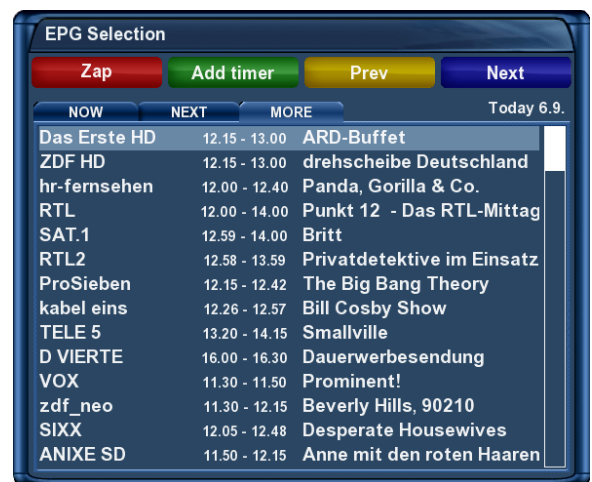 EPG Selection
Zap Add timer Prev Next
NOW NEXT MORE Today 6.9.
Das Erste HD 12.15 - 13.00 ARD-Buffet
ZDF HD 12.15 - 13.00 drehscheibe Deutschland
hr-fernsehen 12.00 - 12.40 Panda, Gorilla & Co.
RTL 12.00 - 14.00 Punkt 12 - Das RTL-Mittag
SAT.1 12.59 - 14.00 Britt
RTL2 12.58 - 13.59 Privatdetektive im Einsatz
ProSieben 12.15 - 12.42 The Big Bang Theory
kabel eins 12.26 - 12.57 Bill Cosby Show
TELE 5 13.20 - 14.15 Smallville
D VIERTE 16.00 - 16.30 Dauerwerbesendung
VOX 11.30 - 11.50 Prominent!
zdf_neo 11.30 - 12.15 Beverly Hills, 90210
SIXX 12.05 - 12.48 Desperate Housewives
ANIXE SD 11.50 - 12.15 Anne mit den roten Haaren